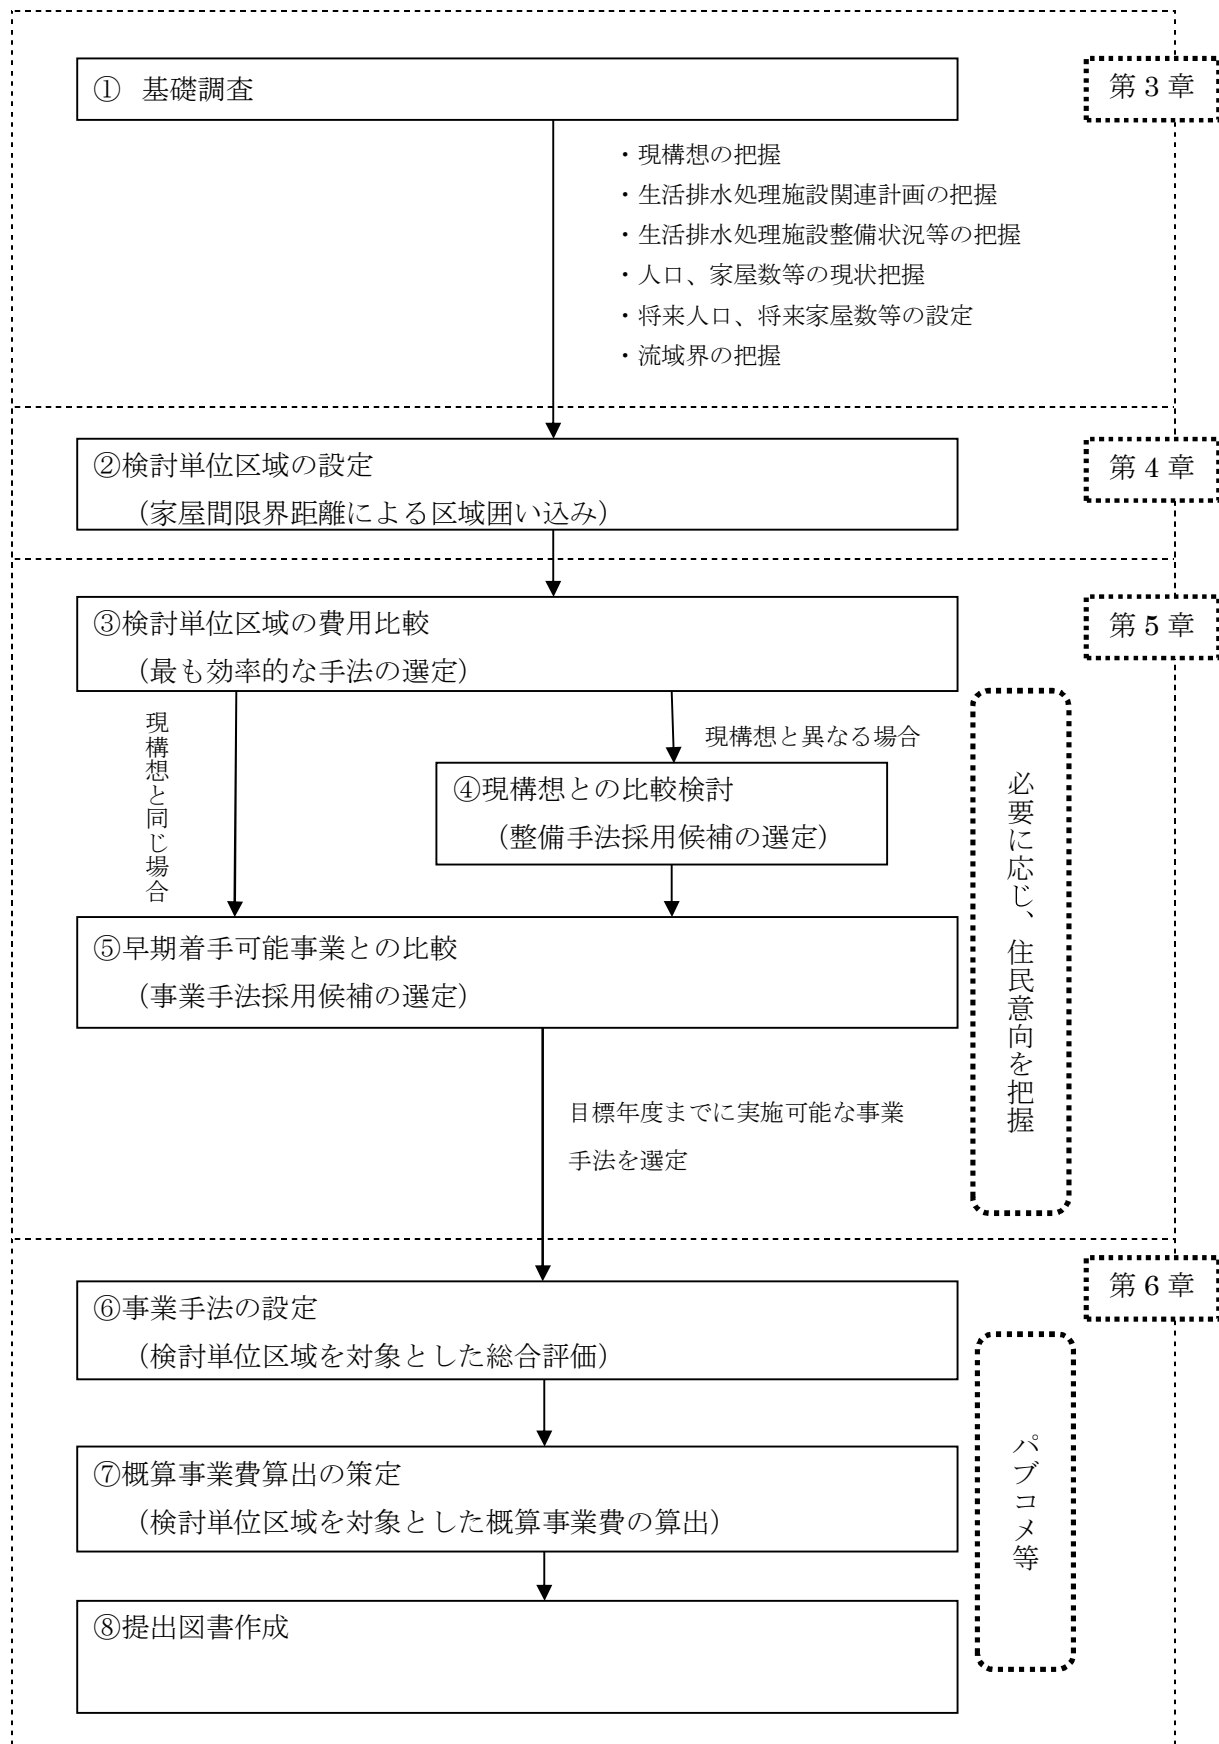 ① 基礎調査
第3章
・現構想の把握
・生活排水処理施設関連計画の把握
・生活排水処理施設整備状況等の把握
・人口、家屋数等の現状把握
・将来人口、将来家屋数等の設定
・流域界の把握
②検討単位区域の設定
（家屋間限界距離による区域囲い込み）
第4章
③検討単位区域の費用比較
（最も効率的な手法の選定）
第5章
現構想と同じ場合
現構想と異なる場合
④現構想との比較検討
（整備手法採用候補の選定）
必要に応じ、住民意向を把握
⑤早期着手可能事業との比較
（事業手法採用候補の選定）
目標年度までに実施可能な事業
手法を選定
第6章
⑥事業手法の設定
（検討単位区域を対象とした総合評価）
⑦概算事業費算出の策定
（検討単位区域を対象とした概算事業費の算出）
パブコメ等
⑧提出図書作成